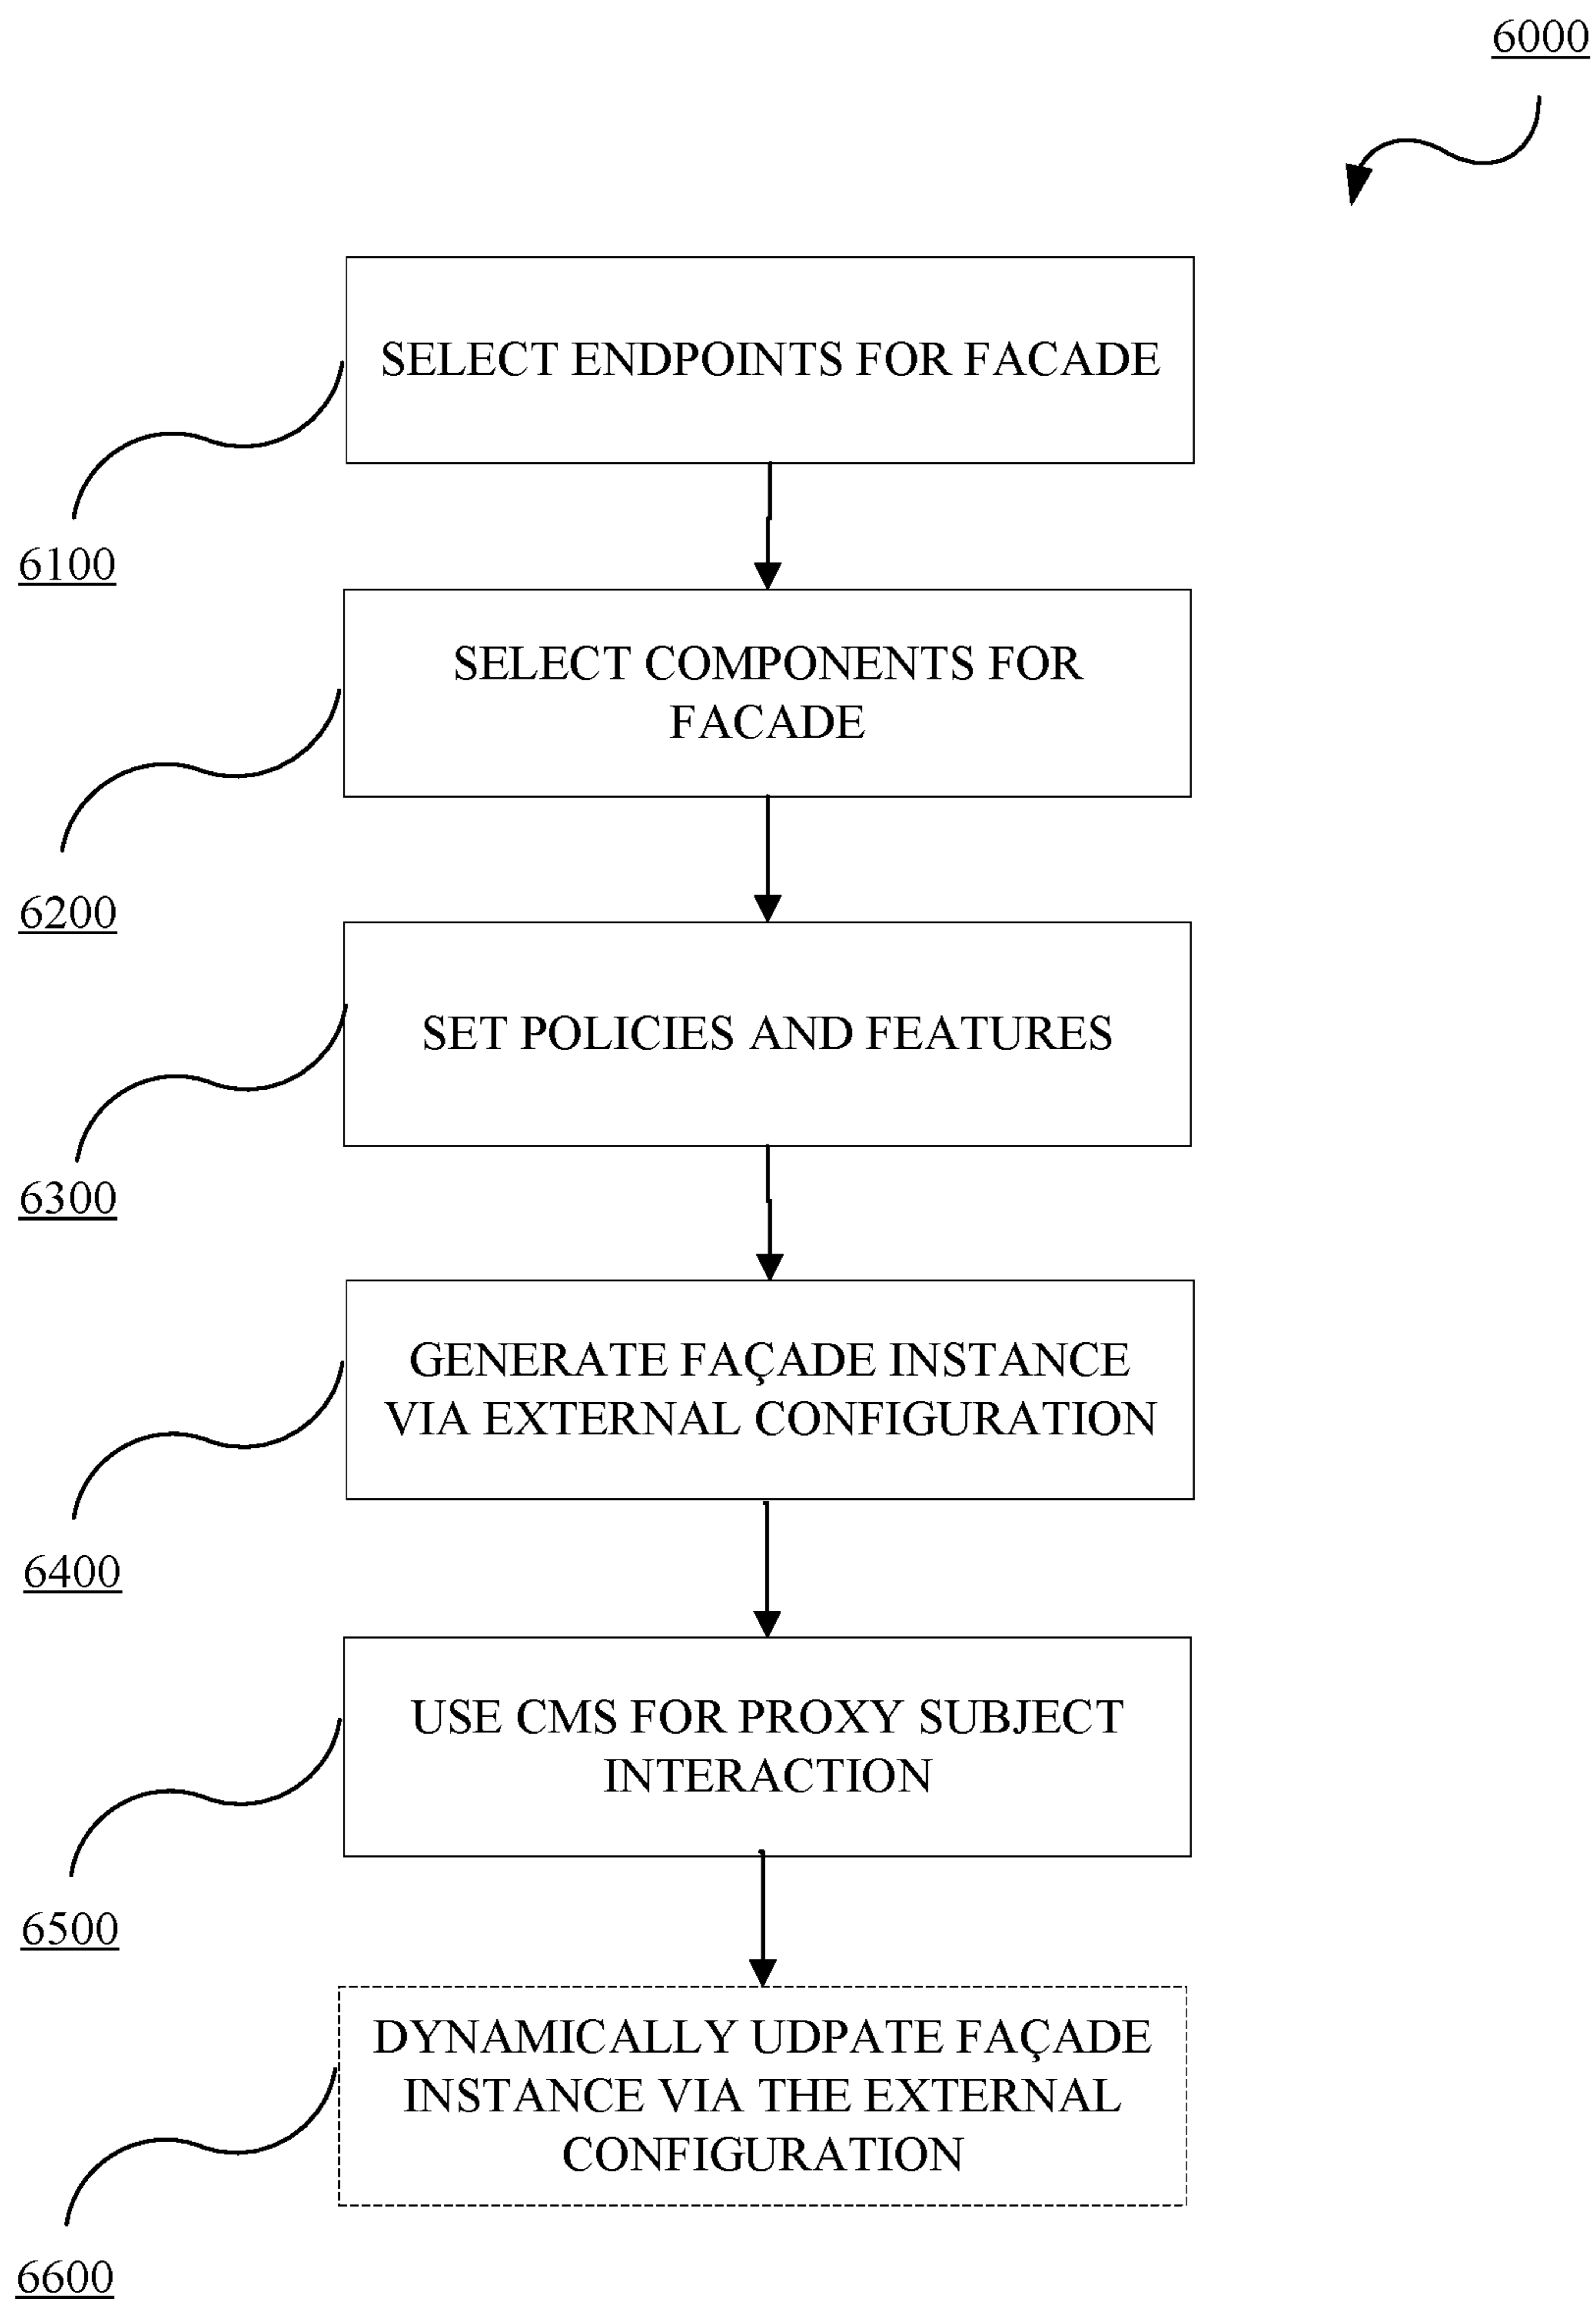 6000
SELECT ENDPOINTS FOR FACADE
6100
SELECT COMPONENTS FOR
FACADE
6200
SET POLICIES AND FEATURES
6300
GENERATE FAÇADE INSTANCE
VIA EXTERNAL CONFIGURATION
6400
USE CMS FOR PROXY SUBJECT
INTERACTION
6500
DYNAMICALLY UDPATE FAÇADE
INSTANCE VIA THE EXTERNAL
CONFIGURATION
6600